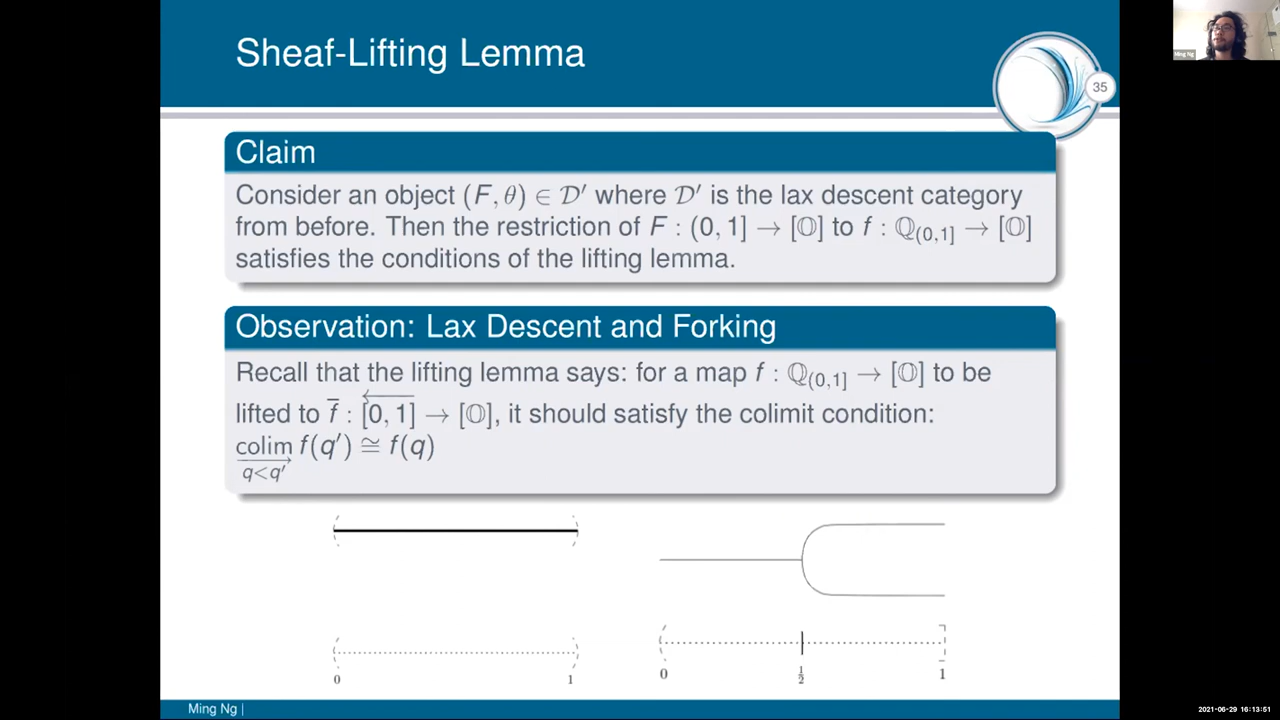 Sheaf-Lifting Lemma
35
Ming Ng
Claim
Consider an object (F, θ) ∈ 𝒟′ where 𝒟′ is the lax descent category
from before. Then the restriction of F : (0, 1] → [𝕆] to f : ℚ₍₀,₁] → [𝕆]
satisfies the conditions of the lifting lemma.
Observation: Lax Descent and Forking
Recall that the lifting lemma says: for a map f : ℚ₍₀,₁] → [𝕆] to be
lifted to f̄ : [0, 1] → [𝕆], it should satisfy the colimit condition:
colim f(q′) ≅ f(q)
q<q′
0 1
0 1/2 1
Ming Ng |
2021-06-29 16:13:51